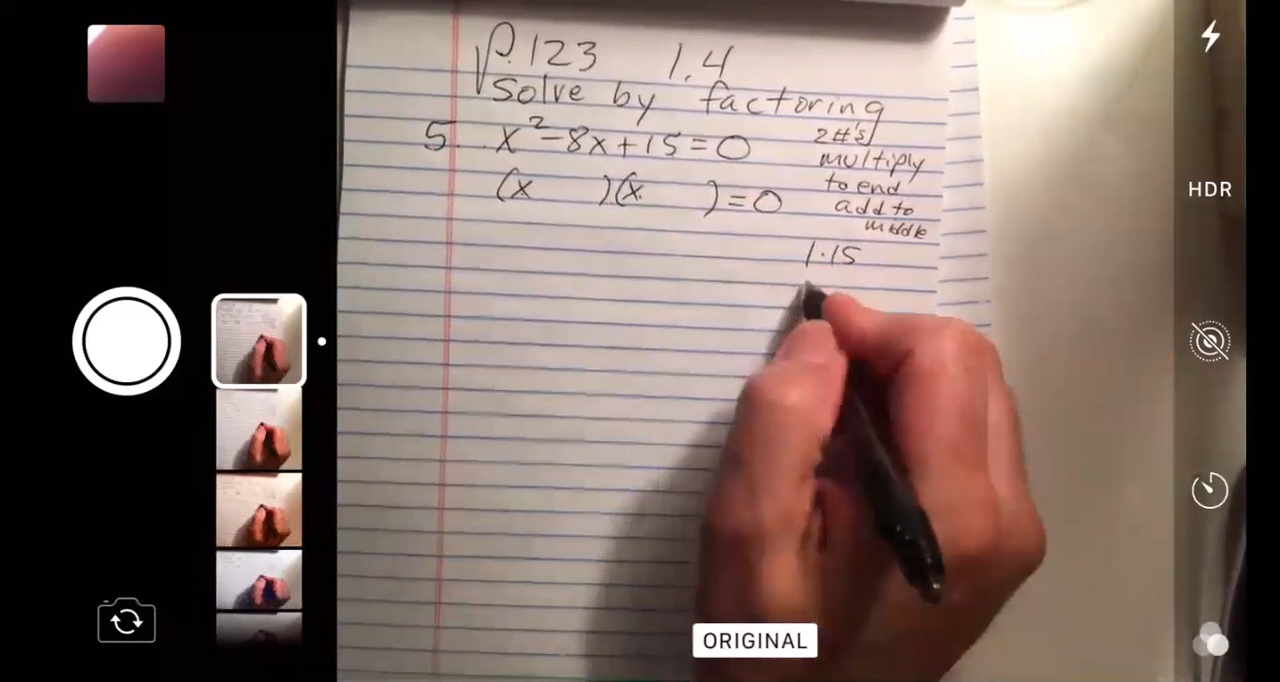 P. 123 1.4
Solve by factoring
5. x²-8x+15=0
(x )(x )=0
2#'s
multiply
to end
add to
middle
1·15
HDR
ORIGINAL